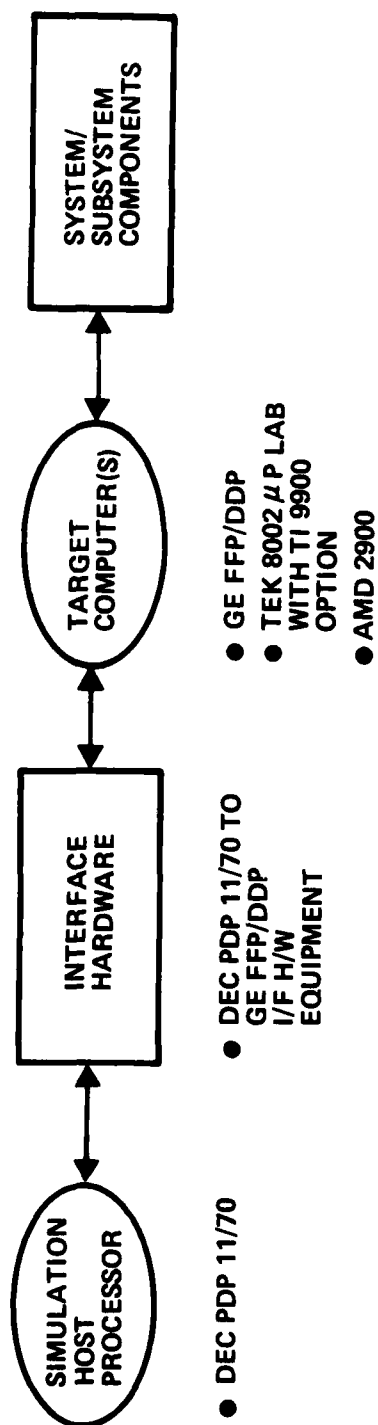 SIMULATION
HOST
PROCESSOR
INTERFACE
HARDWARE
TARGET
COMPUTER(S)
SYSTEM/
SUBSYSTEM
COMPONENTS
● DEC PDP 11/70
● DEC PDP 11/70 TO
GE FFP/DDP
I/F H/W
EQUIPMENT
● GE FFP/DDP
● TEK 8002 μP LAB
WITH TI 9900
OPTION
● AMD 2900